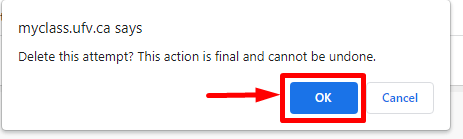 myclass.ufv.ca says
Delete this attempt? This action is final and cannot be undone.
OK Cancel